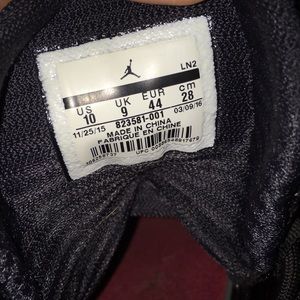 LN2
US UK EUR cm
10 9 44 28
11/25/15 03/09/16
823581-001
MADE IN CHINA
FABRIQUE EN CHINE
UPC